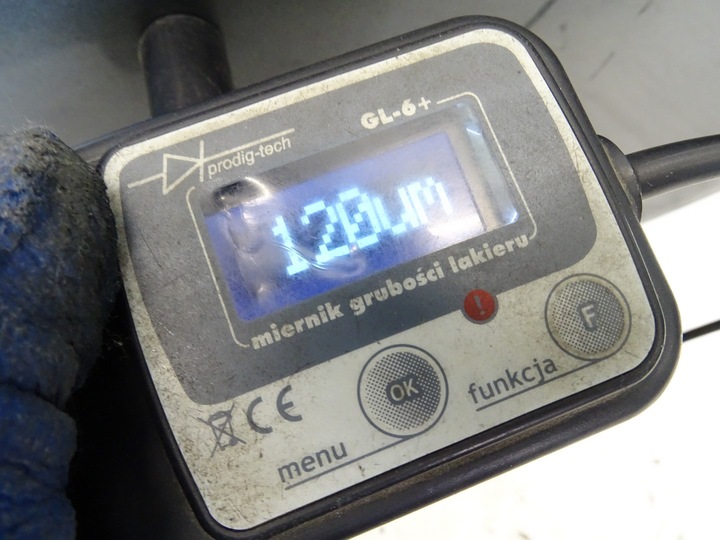 GL-6+
prodig-tech
120um
miernik grubości lakieru
!
F
OK
funkcja
CE
menu